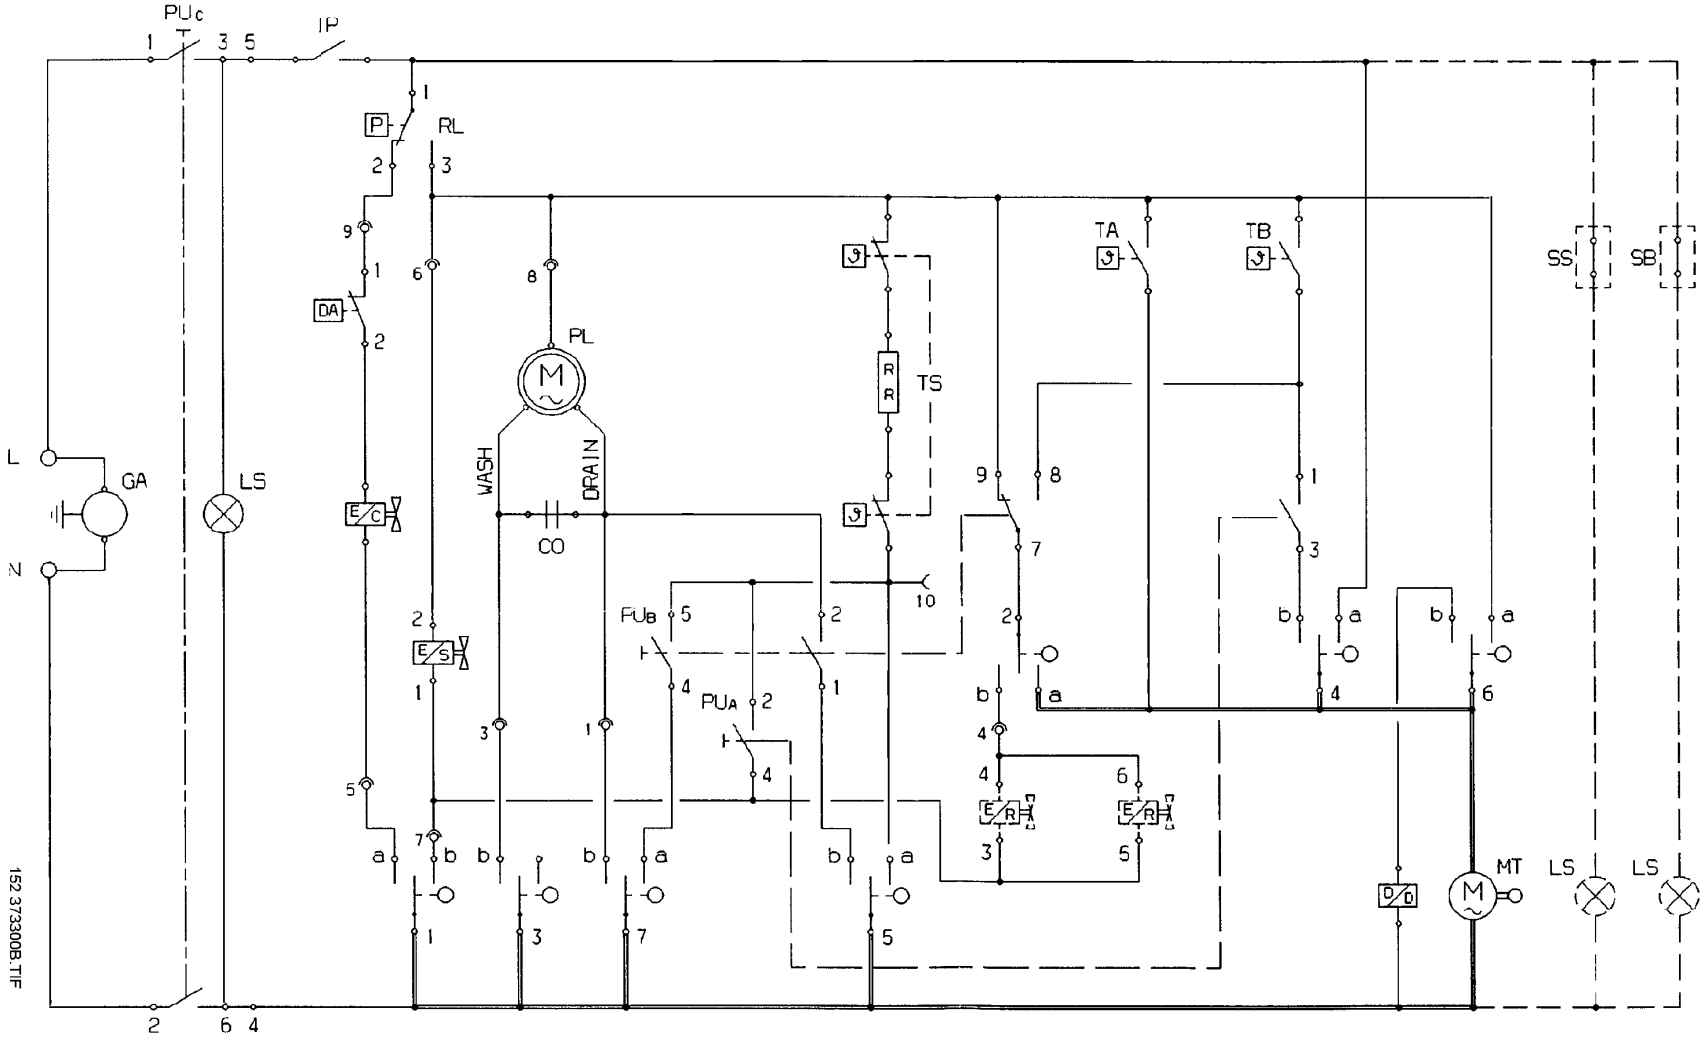 PUc
IP
1
3 5
1
P
RL
2
3
9
6
8
TA
TB
ϑ
ϑ
ϑ
SS
SB
1
DA
2
PL
M
R
R
TS
L
GA
LS
WASH
DRAIN
9
8
1
E/C
CO
ϑ
7
3
N
10
2
PUB
5
2
2
b
a
b
a
E/S
1
4
1
b
a
4
6
PUA
2
3
1
4
4
4
6
5
E/R
E/R
7
3
5
a
b
b
b
a
b
a
MT
LS
LS
D/D
M
1
3
7
5
2
6 4
152 373300B.TIF